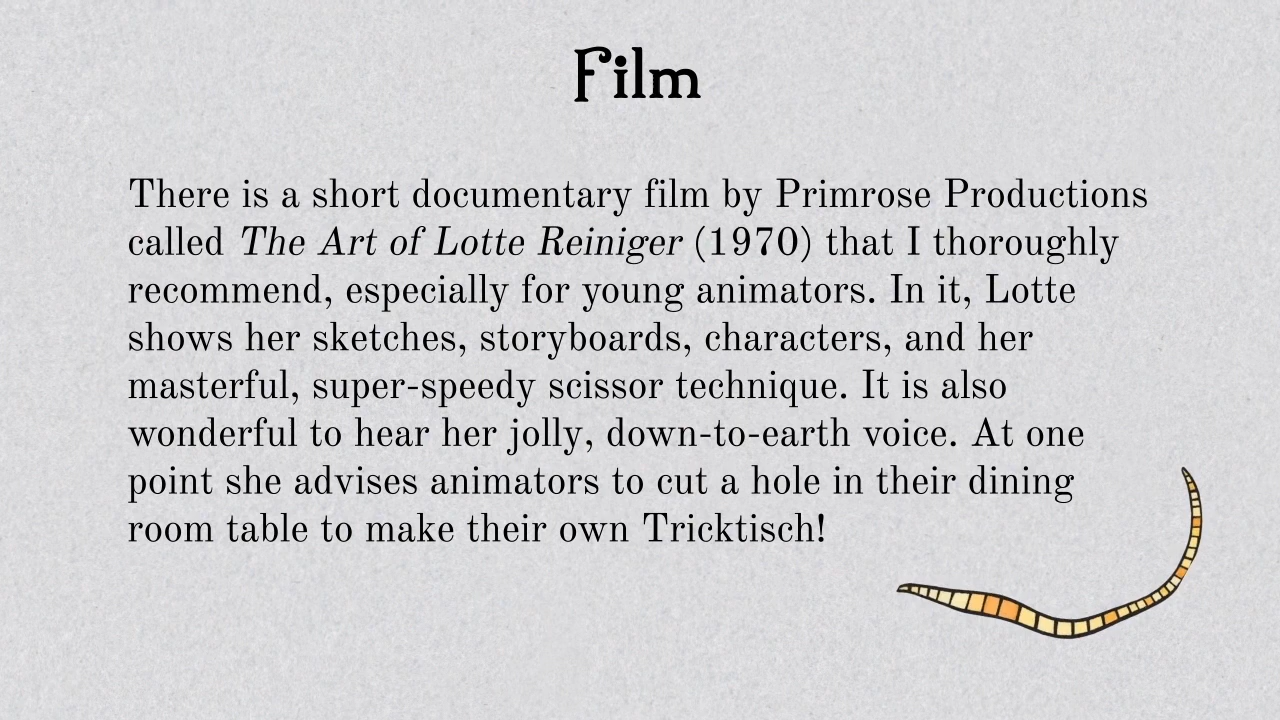 Film
There is a short documentary film by Primrose Productions
called The Art of Lotte Reiniger (1970) that I thoroughly
recommend, especially for young animators. In it, Lotte
shows her sketches, storyboards, characters, and her
masterful, super-speedy scissor technique. It is also
wonderful to hear her jolly, down-to-earth voice. At one
point she advises animators to cut a hole in their dining
room table to make their own Tricktisch!